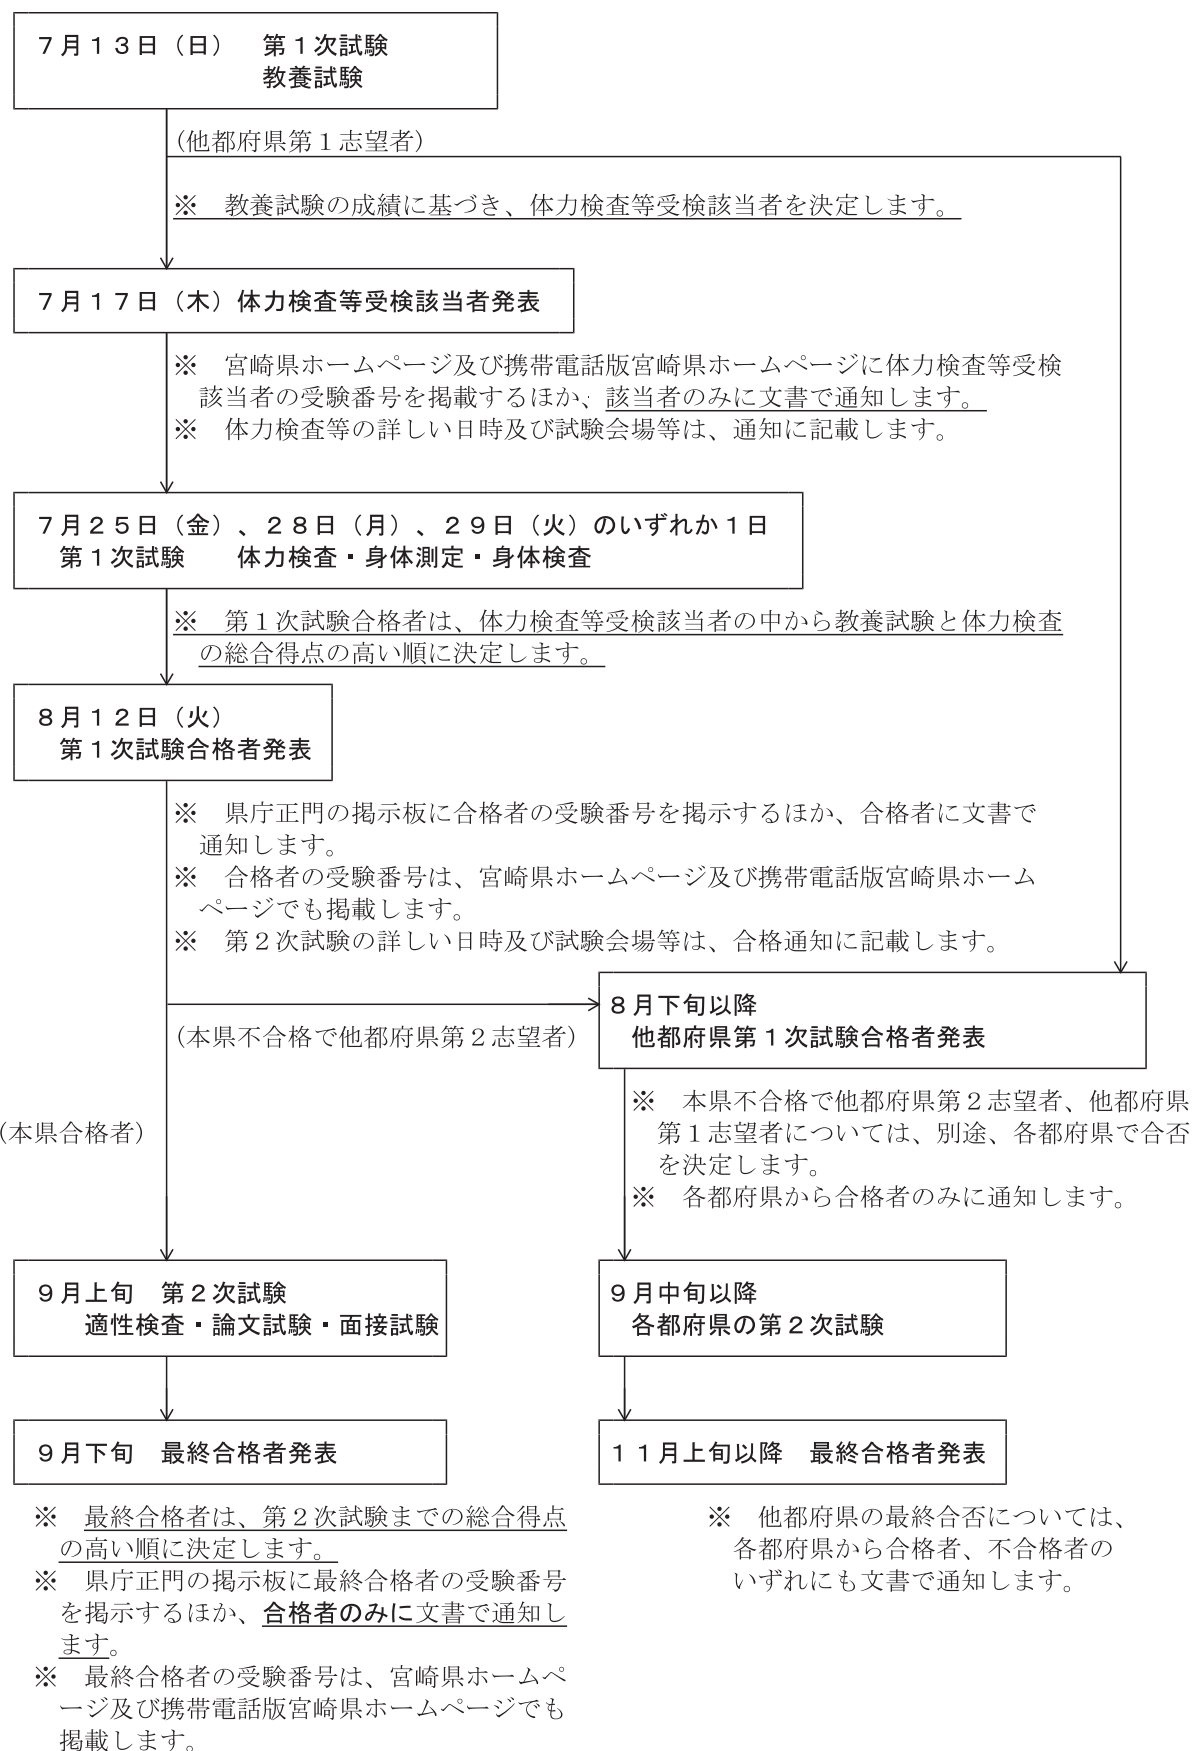 ７月１３日（日）　第１次試験
教養試験
（他都府県第１志望者）
※　教養試験の成績に基づき、体力検査等受検該当者を決定します。
７月１７日（木）体力検査等受検該当者発表
※　宮崎県ホームページ及び携帯電話版宮崎県ホームページに体力検査等受検
該当者の受験番号を掲載するほか、該当者のみに文書で通知します。
※　体力検査等の詳しい日時及び試験会場等は、通知に記載します。
７月２５日（金）、２８日（月）、２９日（火）のいずれか１日
第１次試験　　体力検査・身体測定・身体検査
※　第１次試験合格者は、体力検査等受検該当者の中から教養試験と体力検査
の総合得点の高い順に決定します。
８月１２日（火）
第１次試験合格者発表
※　県庁正門の掲示板に合格者の受験番号を掲示するほか、合格者に文書で
通知します。
※　合格者の受験番号は、宮崎県ホームページ及び携帯電話版宮崎県ホーム
ページでも掲載します。
※　第２次試験の詳しい日時及び試験会場等は、合格通知に記載します。
８月下旬以降
他都府県第１次試験合格者発表
（本県不合格で他都府県第２志望者）
※　本県不合格で他都府県第２志望者、他都府県
第１志望者については、別途、各都府県で合否
を決定します。
※　各都府県から合格者のみに通知します。
（本県合格者）
９月上旬　第２次試験
適性検査・論文試験・面接試験
９月中旬以降
各都府県の第２次試験
９月下旬　最終合格者発表
１１月上旬以降　最終合格者発表
※　最終合格者は、第２次試験までの総合得点
の高い順に決定します。
※　県庁正門の掲示板に最終合格者の受験番号
を掲示するほか、合格者のみに文書で通知し
ます。
※　最終合格者の受験番号は、宮崎県ホームペ
ージ及び携帯電話版宮崎県ホームページでも
掲載します。
※　他都府県の最終合否については、
各都府県から合格者、不合格者の
いずれにも文書で通知します。